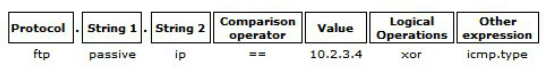 Protocol . String 1 . String 2 Comparison operator Value Logical Operations Other expression
ftp passive ip == 10.2.3.4 xor icmp.type